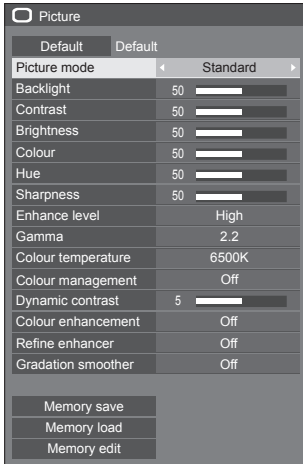 Picture
Default Default
Picture mode Standard
Backlight 50
Contrast 50
Brightness 50
Colour 50
Hue 50
Sharpness 50
Enhance level High
Gamma 2.2
Colour temperature 6500K
Colour management Off
Dynamic contrast 5
Colour enhancement Off
Refine enhancer Off
Gradation smoother Off
Memory save
Memory load
Memory edit